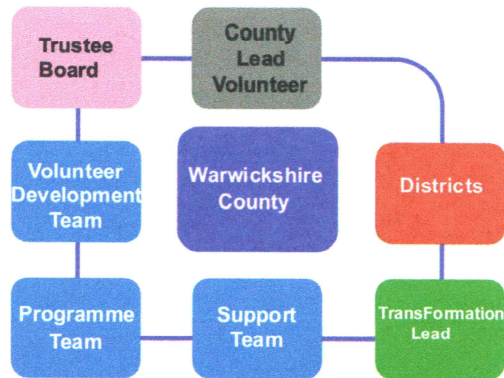 Trustee
Board
County
Lead
Volunteer
Volunteer
Development
Team
Warwickshire
County
Districts
Programme
Team
Support
Team
TransFormation
Lead